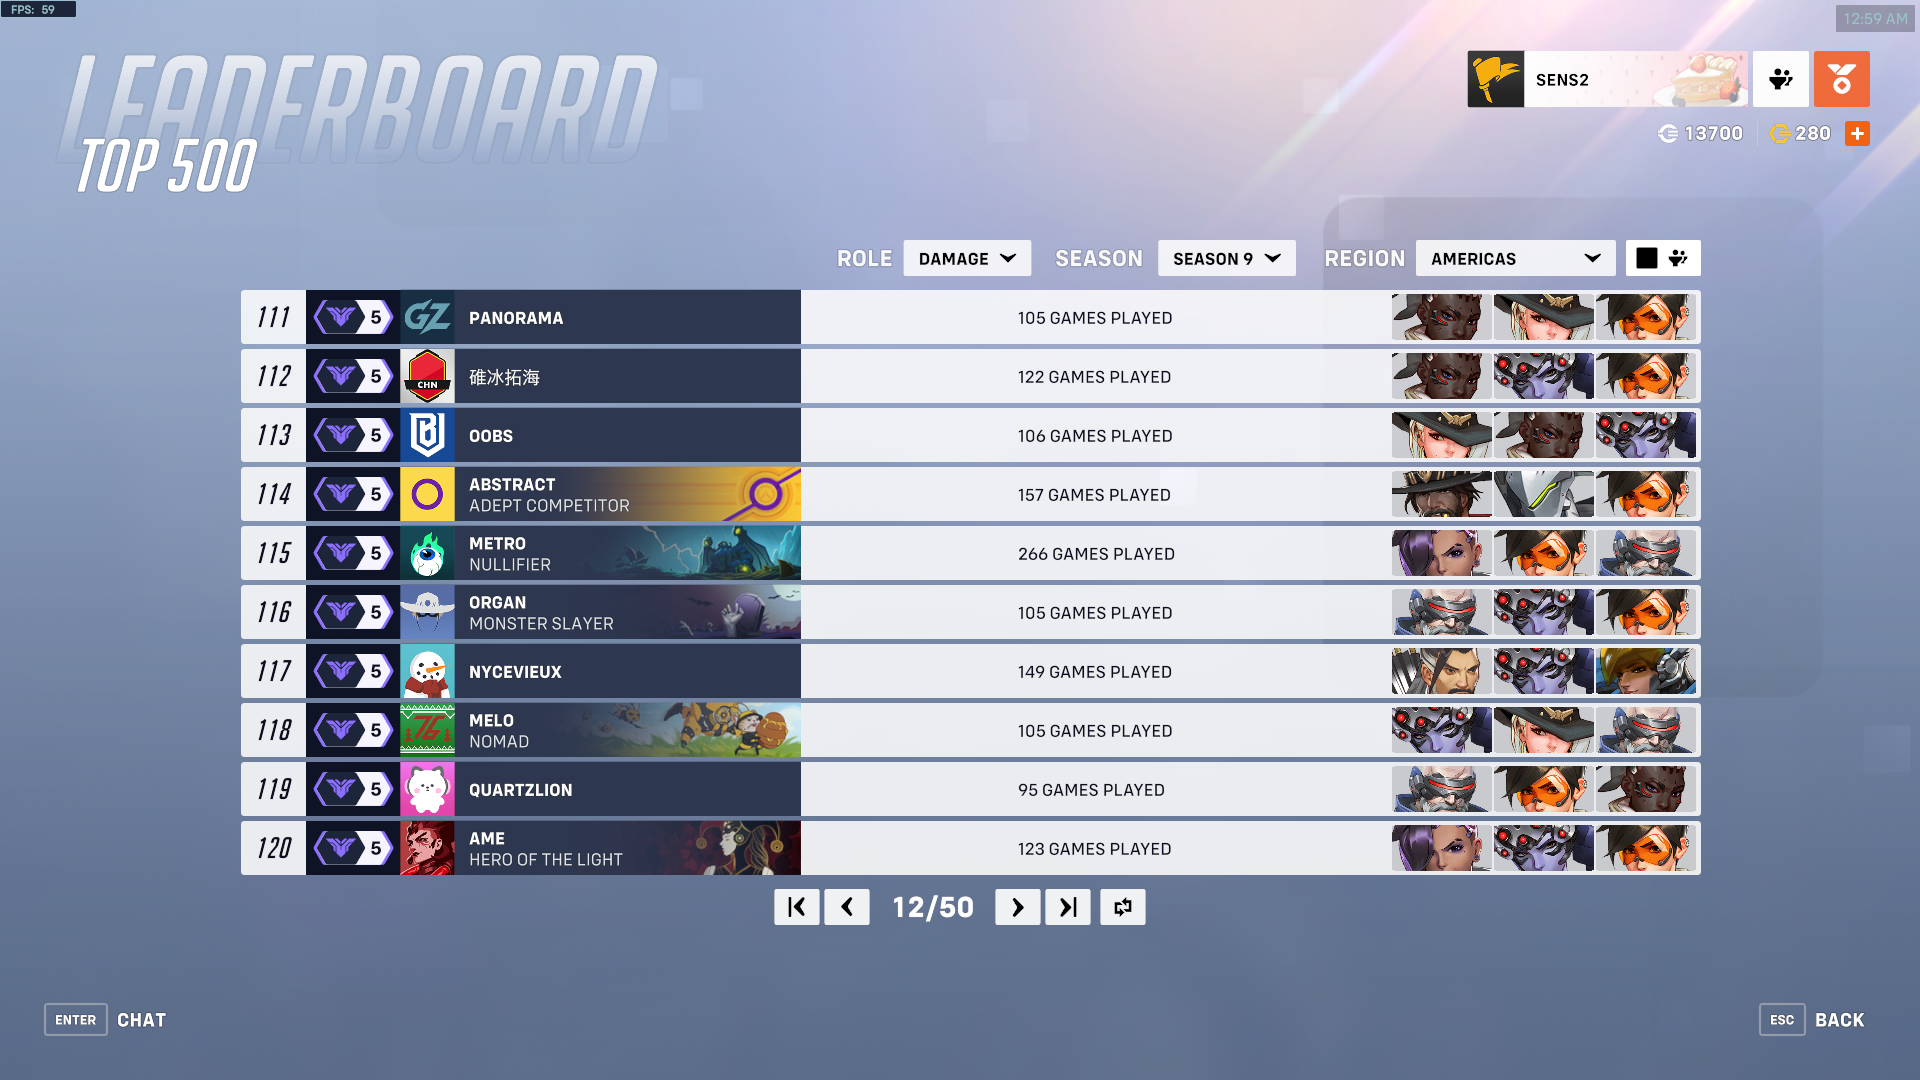 FPS: 59
12:59 AM
LEADERBOARD
TOP 500
SENS2
13700
280
ROLE DAMAGE SEASON SEASON 9 REGION AMERICAS
111 5 GZ PANORAMA 105 GAMES PLAYED
112 5 CHN 碓冰拓海 122 GAMES PLAYED
113 5 OOBS 106 GAMES PLAYED
114 5 ABSTRACT 157 GAMES PLAYED
ADEPT COMPETITOR
115 5 METRO 266 GAMES PLAYED
NULLIFIER
116 5 ORGAN 105 GAMES PLAYED
MONSTER SLAYER
117 5 NYCEVIEUX 149 GAMES PLAYED
118 5 76 MELO 105 GAMES PLAYED
NOMAD
119 5 QUARTZLION 95 GAMES PLAYED
120 5 AME 123 GAMES PLAYED
HERO OF THE LIGHT
12/50
ENTER CHAT
ESC BACK